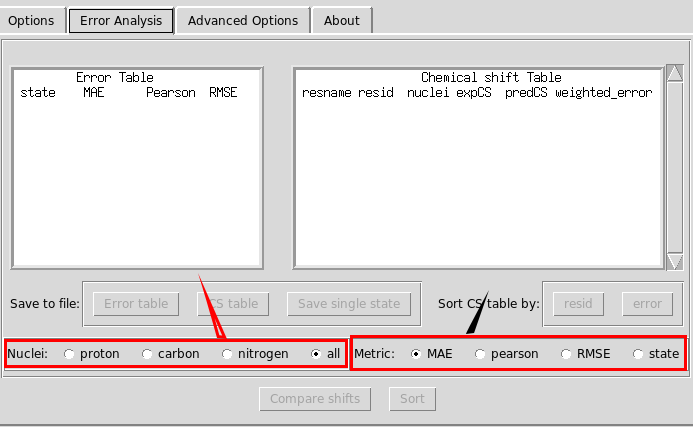 Options Error Analysis Advanced Options About
Error Table
state MAE Pearson RMSE
Chemical shift Table
resname resid nuclei expCS predCS weighted_error
Save to file: Error table CS table Save single state Sort CS table by: resid error
Nuclei: proton carbon nitrogen all Metric: MAE pearson RMSE state
Compare shifts Sort